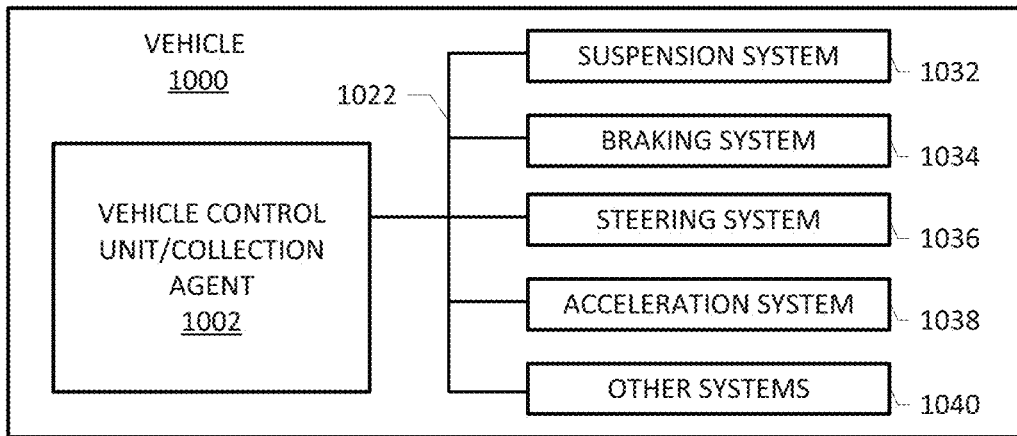 VEHICLE
1000
1022
VEHICLE CONTROL
UNIT/COLLECTION
AGENT
1002
SUSPENSION SYSTEM
1032
BRAKING SYSTEM
1034
STEERING SYSTEM
1036
ACCELERATION SYSTEM
1038
OTHER SYSTEMS
1040